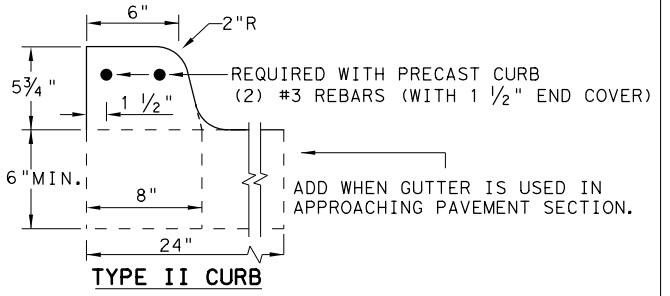 6"
2"R
5¾"
REQUIRED WITH PRECAST CURB
(2) #3 REBARS (WITH 1 ½" END COVER)
1 ½"
6"MIN.
8"
ADD WHEN GUTTER IS USED IN
APPROACHING PAVEMENT SECTION.
24"
TYPE II CURB